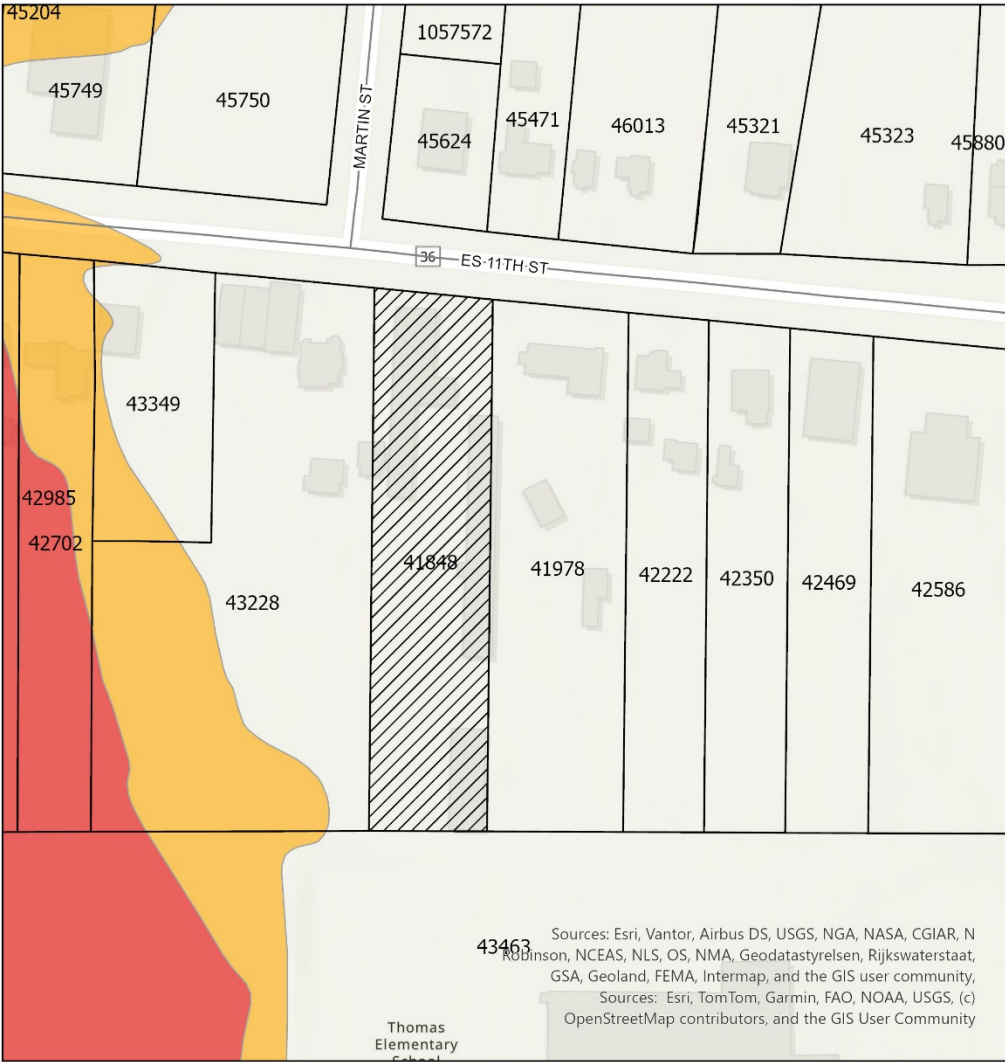 45204
1057572
45749
45750
MARTIN ST
45624
45471
46013
45321
45323
45880
36
ES 11TH ST
43349
42985
42702
43228
41848
41978
42222
42350
42469
42586
43463
Sources: Esri, Vantor, Airbus DS, USGS, NGA, NASA, CGIAR, N
Robinson, NCEAS, NLS, OS, NMA, Geodatastyrelsen, Rijkswaterstaat,
GSA, Geoland, FEMA, Intermap, and the GIS user community,
Sources: Esri, TomTom, Garmin, FAO, NOAA, USGS, (c)
OpenStreetMap contributors, and the GIS User Community
Thomas
Elementary
School